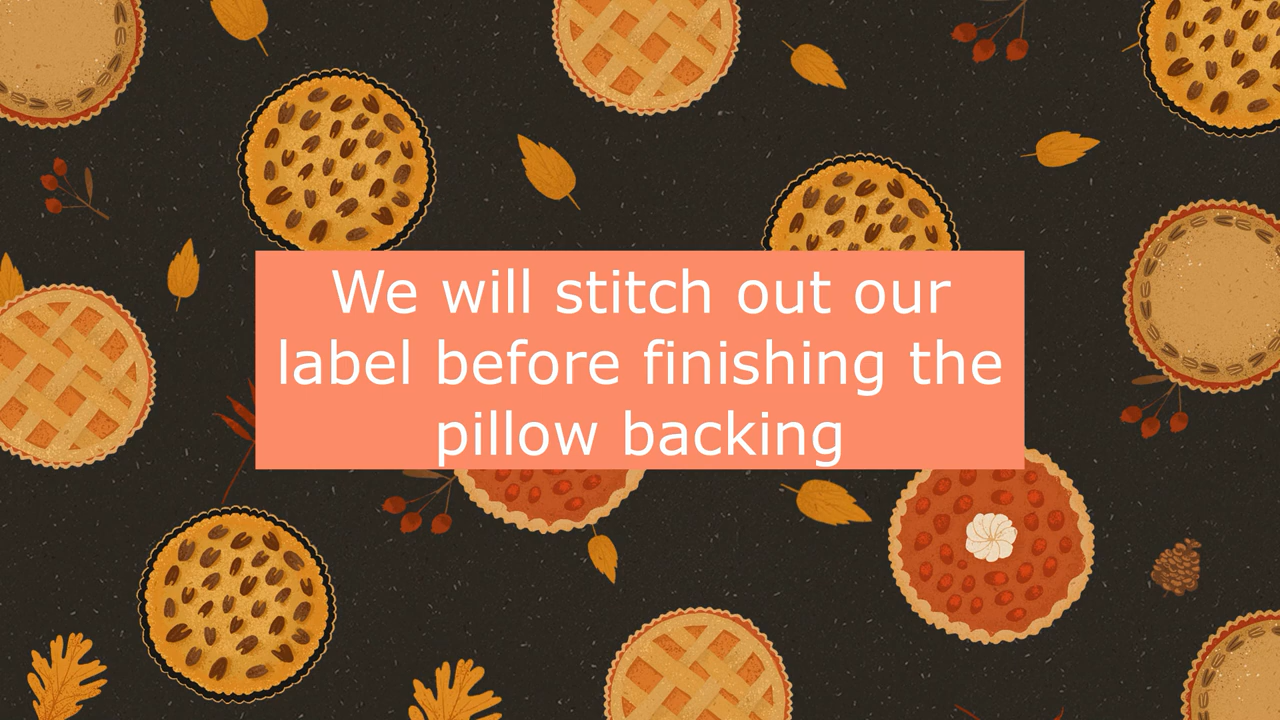 We will stitch out our
label before finishing the
pillow backing